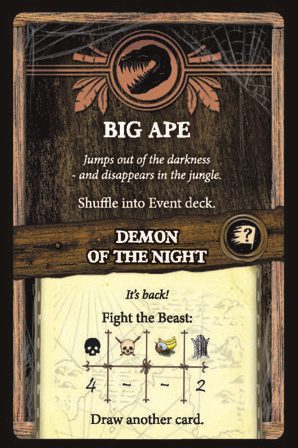 BIG APE
Jumps out of the darkness
- and disappears in the jungle.
Shuffle into Event deck.
DEMON
OF THE NIGHT
?
It's back!
Fight the Beast:
4 - - 2
Draw another card.